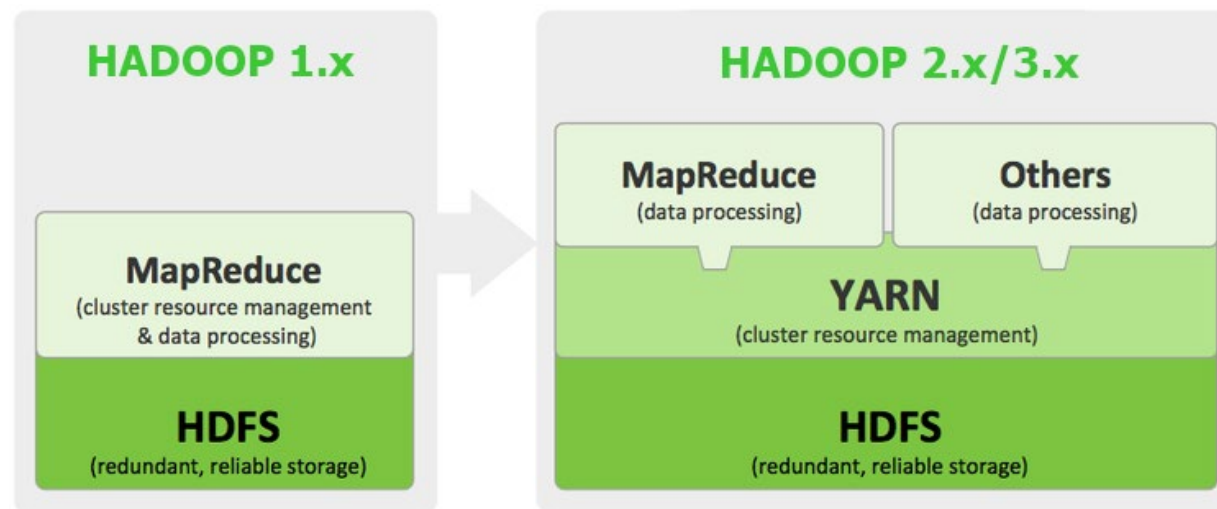 HADOOP 1.x
MapReduce
(cluster resource management
& data processing)
HDFS
(redundant, reliable storage)
HADOOP 2.x/3.x
MapReduce
(data processing)
Others
(data processing)
YARN
(cluster resource management)
HDFS
(redundant, reliable storage)